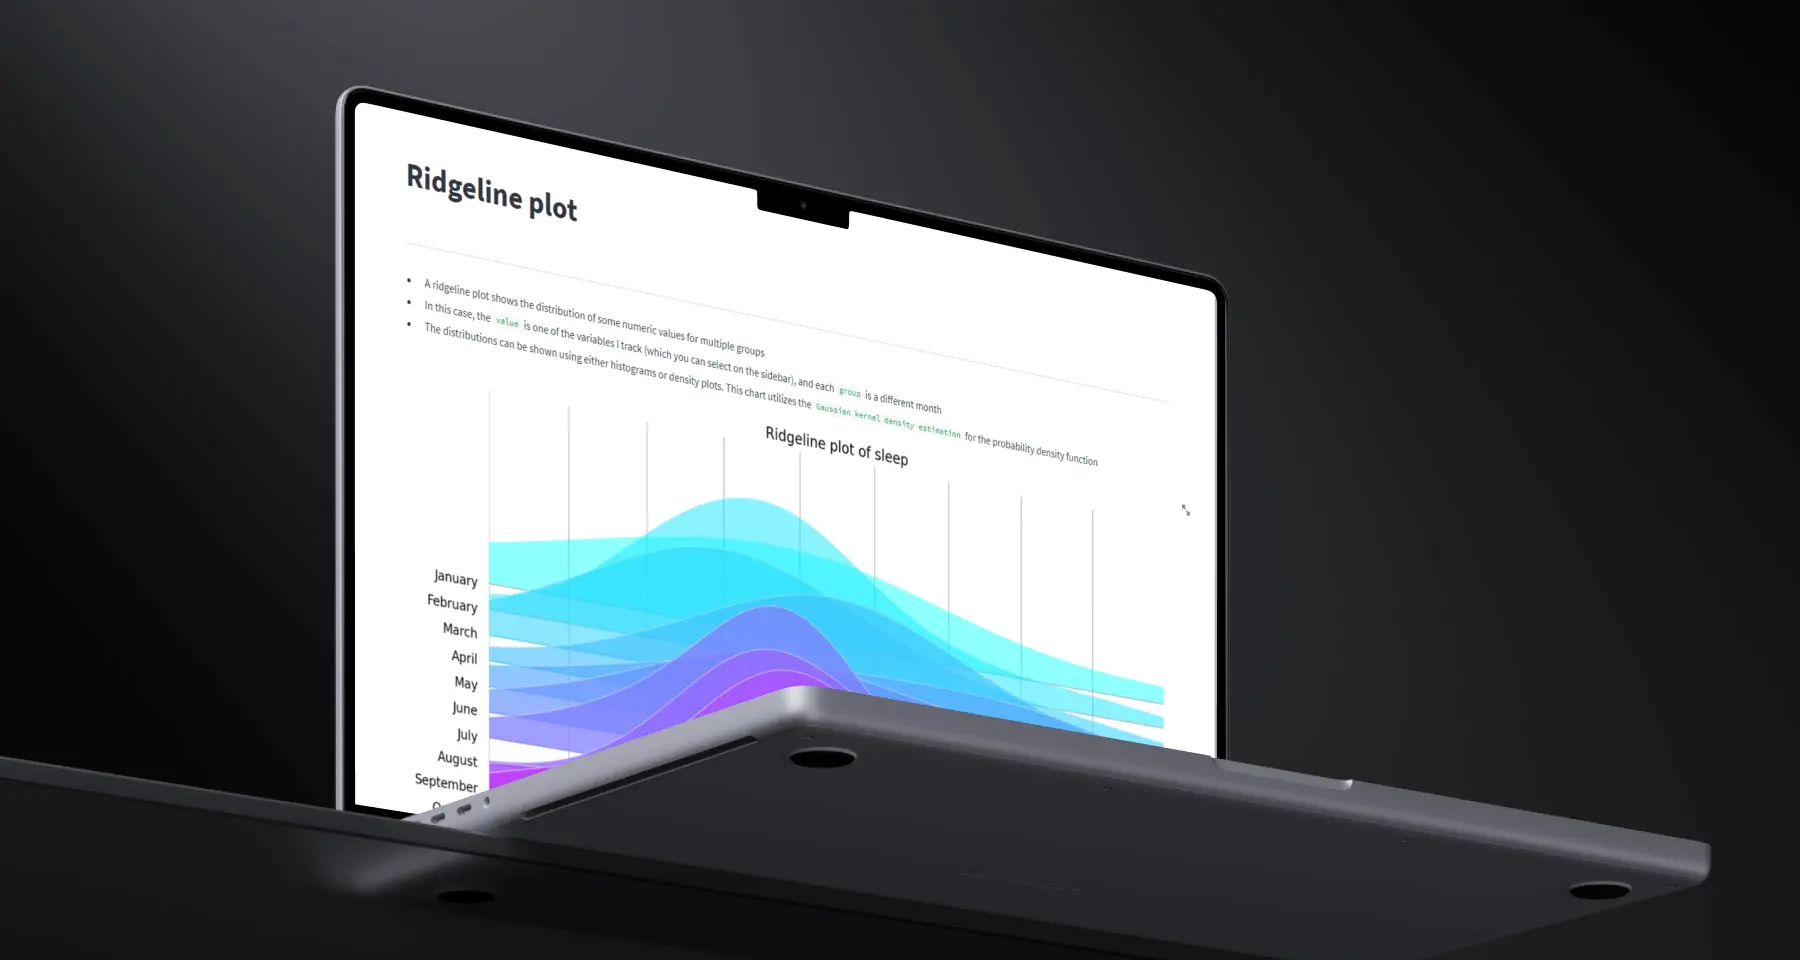 Ridgeline plot
• A ridgeline plot shows the distribution of some numeric values for multiple groups
• In this case, the value is one of the variables I track (which you can select on the sidebar), and each group is a different month
• The distributions can be shown using either histograms or density plots. This chart utilizes the Gaussian kernel density estimation for the probability density function
Ridgeline plot of sleep
January
February
March
April
May
June
July
August
September